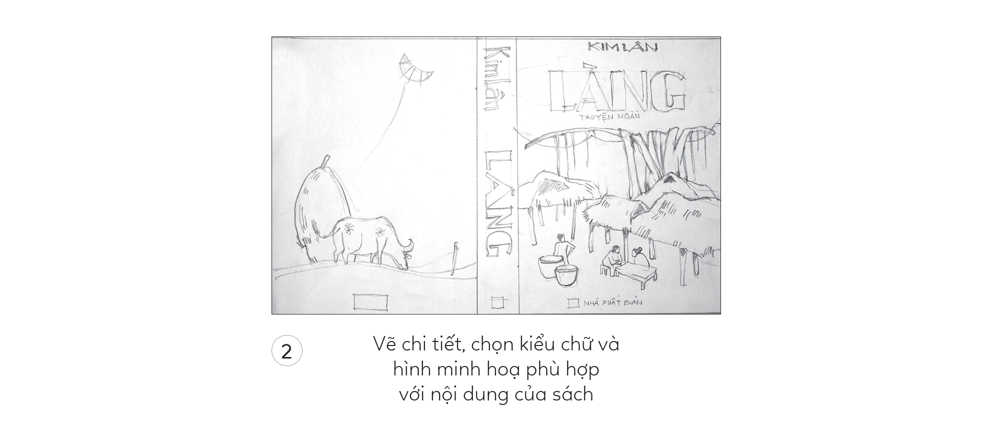 Kim Lân LÀNG
KIM LÂN
LÀNG
TRUYỆN NGẮN
NHÀ XUẤT BẢN
2
Vẽ chi tiết, chọn kiểu chữ và
hình minh hoạ phù hợp
với nội dung của sách